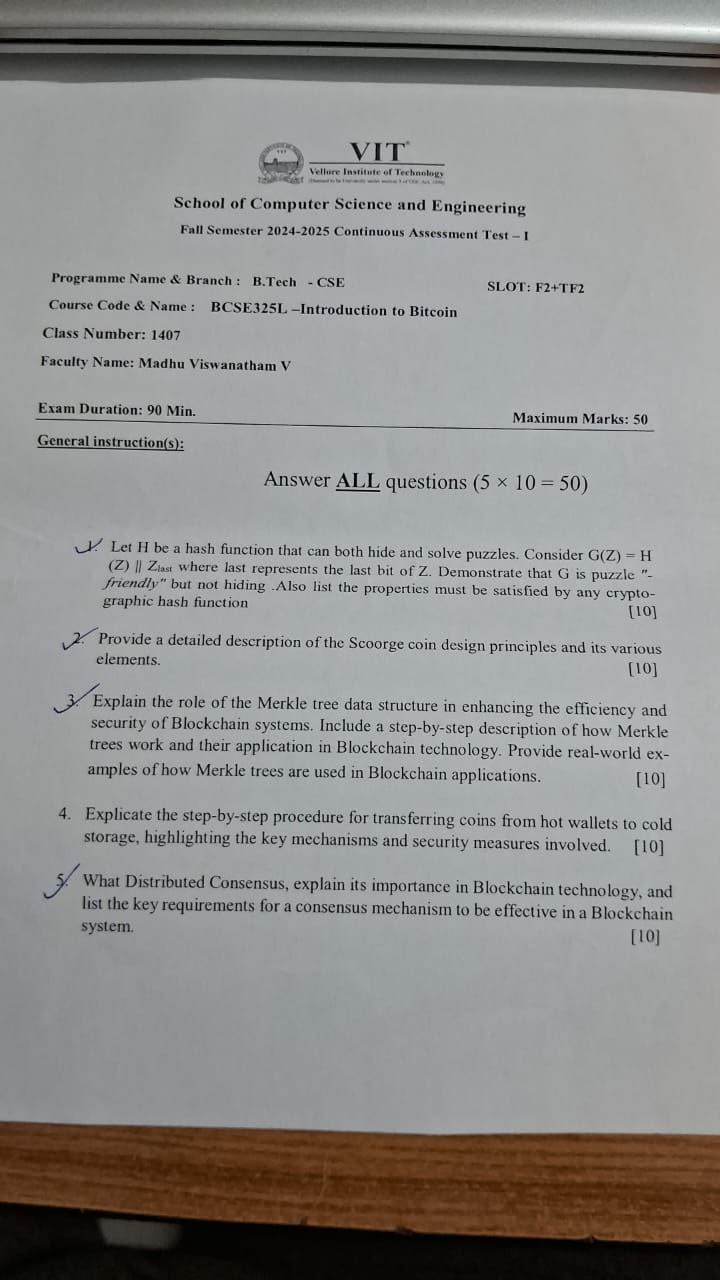 VIT
Vellore Institute of Technology
School of Computer Science and Engineering
Fall Semester 2024-2025 Continuous Assessment Test – I
Programme Name & Branch : B.Tech - CSE
SLOT: F2+TF2
Course Code & Name : BCSE325L –Introduction to Bitcoin
Class Number: 1407
Faculty Name: Madhu Viswanatham V
Exam Duration: 90 Min.
Maximum Marks: 50
General instruction(s):
Answer ALL questions (5 × 10 = 50)
1. Let H be a hash function that can both hide and solve puzzles. Consider G(Z) = H
(Z) || Zlast where last represents the last bit of Z. Demonstrate that G is puzzle "-
friendly" but not hiding .Also list the properties must be satisfied by any crypto-
graphic hash function
[10]
2. Provide a detailed description of the Scoorge coin design principles and its various
elements.
[10]
3. Explain the role of the Merkle tree data structure in enhancing the efficiency and
security of Blockchain systems. Include a step-by-step description of how Merkle
trees work and their application in Blockchain technology. Provide real-world ex-
amples of how Merkle trees are used in Blockchain applications. [10]
4. Explicate the step-by-step procedure for transferring coins from hot wallets to cold
storage, highlighting the key mechanisms and security measures involved. [10]
5. What Distributed Consensus, explain its importance in Blockchain technology, and
list the key requirements for a consensus mechanism to be effective in a Blockchain
system.
[10]